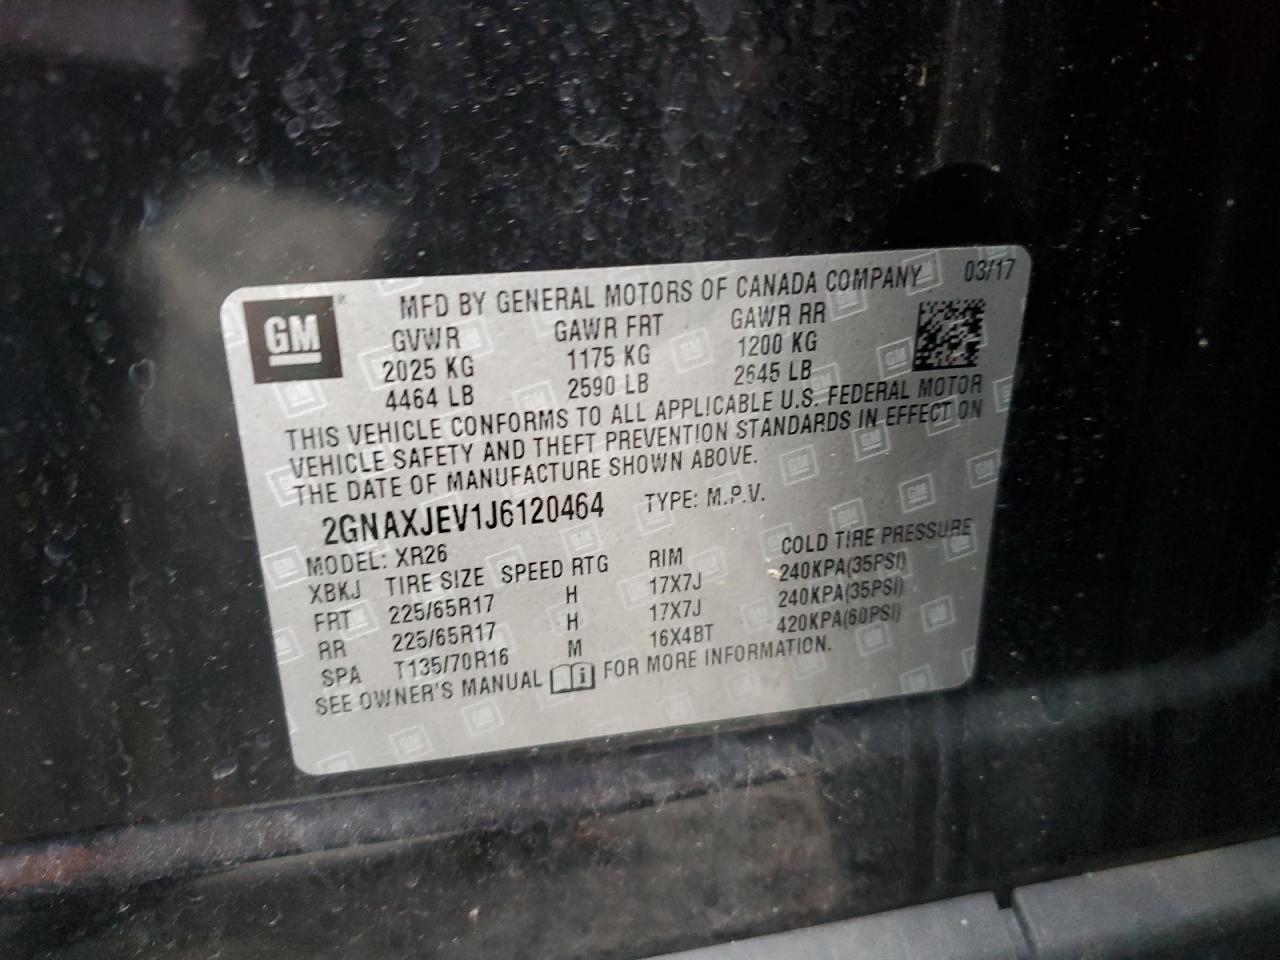 GM ® MFD BY GENERAL MOTORS OF CANADA COMPANY 03/17
GVWR GAWR FRT GAWR RR
2025 KG 1175 KG 1200 KG
4464 LB 2590 LB 2645 LB
THIS VEHICLE CONFORMS TO ALL APPLICABLE U.S. FEDERAL MOTOR
VEHICLE SAFETY AND THEFT PREVENTION STANDARDS IN EFFECT ON
THE DATE OF MANUFACTURE SHOWN ABOVE.
2GNAXJEV1J6120464 TYPE: M.P.V.
MODEL: XR26
XBKJ TIRE SIZE SPEED RTG RIM COLD TIRE PRESSURE
FRT 225/65R17 H 17X7J 240KPA(35PSI)
RR 225/65R17 H 17X7J 240KPA(35PSI)
SPA T135/70R16 M 16X4BT 420KPA(60PSI)
SEE OWNER'S MANUAL i FOR MORE INFORMATION.